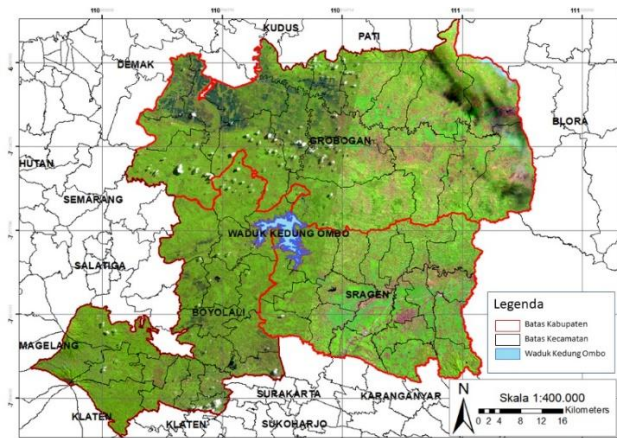 110
110
110
111
111
KUDUS
PATI
DEMAK
BLORA
GROBOGAN
HUTAN
SEMARANG
WADUK KEDUNG OMBO
SALATIGA
SRAGEN
BOYOLALI
Legenda
Batas Kabupaten
Batas Kecamatan
Waduk Kedung Ombo
MAGELANG
N
Skala 1:400.000
SURAKARTA
KARANGANYAR
Kilometers
0 2 4 8 12 16
KLATEN
KLATEN
SUKOHARJO